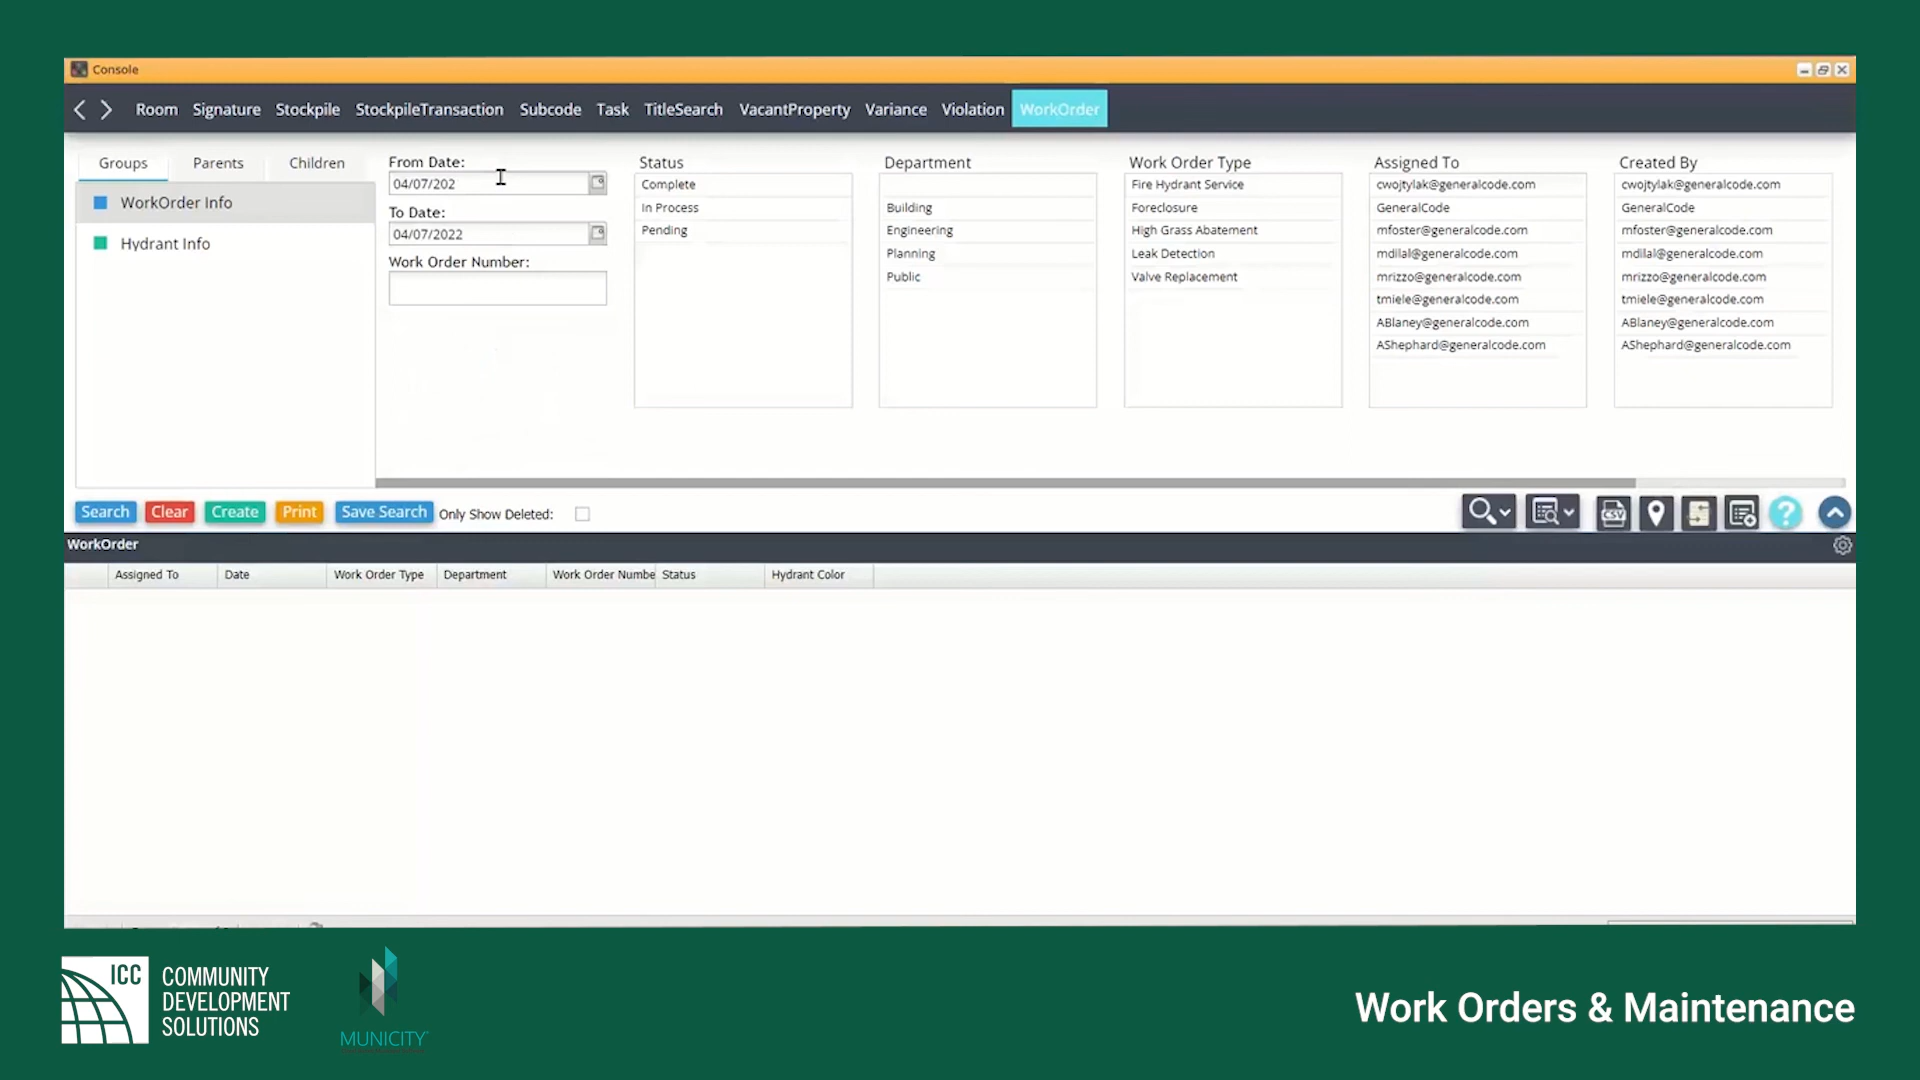 Console
Room Signature Stockpile StockpileTransaction Subcode Task TitleSearch VacantProperty Variance Violation WorkOrder
Groups Parents Children
WorkOrder Info
Hydrant Info
From Date:
04/07/202
To Date:
04/07/2022
Work Order Number:
Status
Complete
In Process
Pending
Department
Building
Engineering
Planning
Public
Work Order Type
Fire Hydrant Service
Foreclosure
High Grass Abatement
Leak Detection
Valve Replacement
Assigned To
cwojtylak@generalcode.com
GeneralCode
mfoster@generalcode.com
mdilal@generalcode.com
mrizzo@generalcode.com
tmiele@generalcode.com
ABlaney@generalcode.com
AShephard@generalcode.com
Created By
cwojtylak@generalcode.com
GeneralCode
mfoster@generalcode.com
mdilal@generalcode.com
mrizzo@generalcode.com
tmiele@generalcode.com
ABlaney@generalcode.com
AShephard@generalcode.com
Search Clear Create Print Save Search Only Show Deleted: CSV ?
WorkOrder
Assigned To Date Work Order Type Department Work Order Numbe Status Hydrant Color
ICC COMMUNITY
DEVELOPMENT
SOLUTIONS
MUNICITY
Work Orders & Maintenance